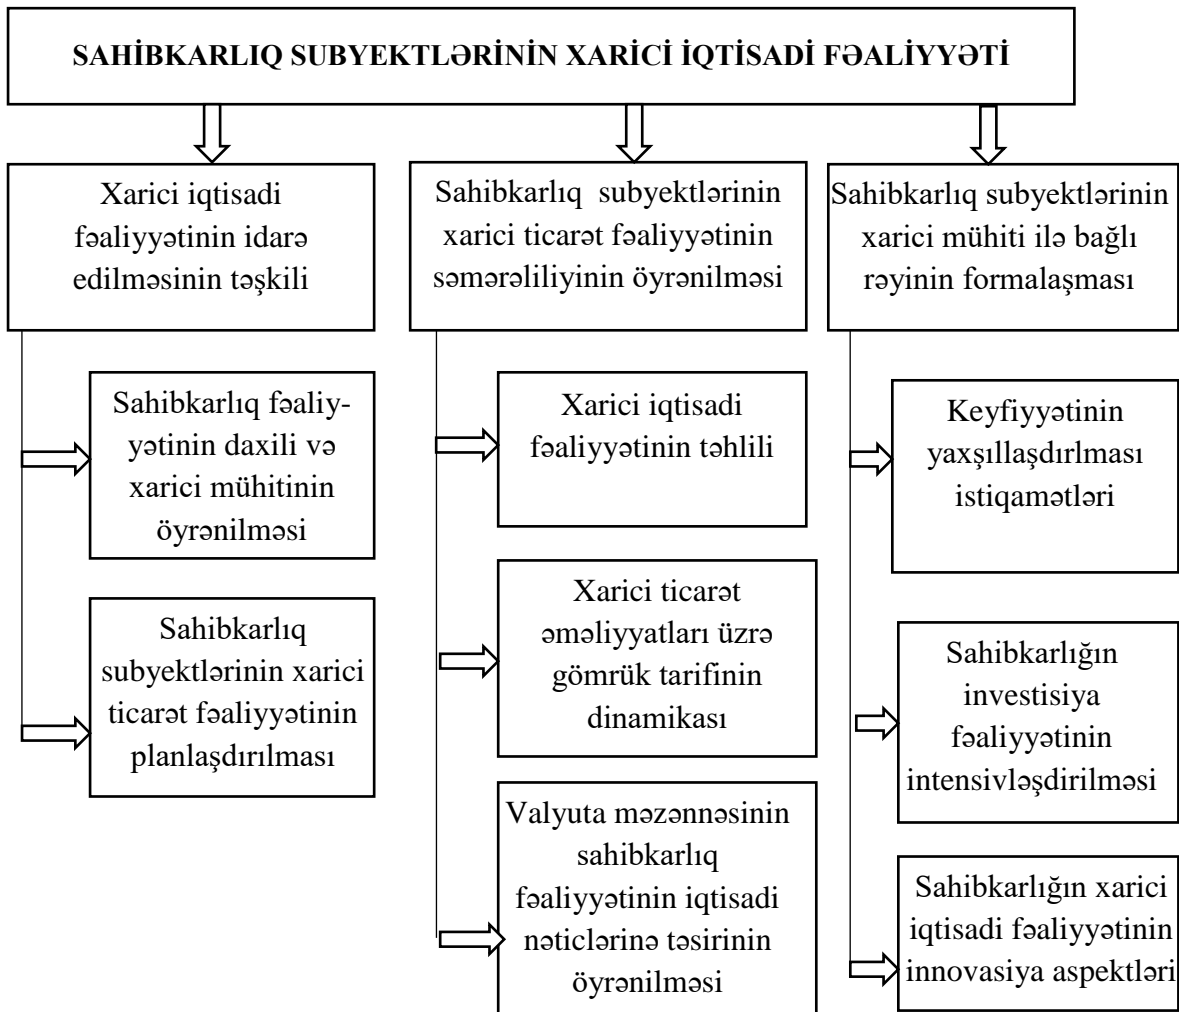 SAHİBKARLIQ SUBYEKTLƏRİNİN XARİCİ İQTİSADİ FƏALİYYƏTİ
Xarici iqtisadi
fəaliyyətinin idarə
edilməsinin təşkili
Sahibkarlıq fəaliy-
yətinin daxili və
xarici mühitinin
öyrənilməsi
Sahibkarlıq
subyektlərinin xarici
ticarət fəaliyyətinin
planlaşdırılması
Sahibkarlıq subyektlərinin
xarici ticarət fəaliyyətinin
səmərəliliyinin öyrənilməsi
Xarici iqtisadi
fəaliyyətinin təhlili
Xarici ticarət
əməliyyatları üzrə
gömrük tarifinin
dinamikası
Valyuta məzənnəsinin
sahibkarlıq
fəaliyyətinin iqtisadi
nəticlərinə təsirinin
öyrənilməsi
Sahibkarlıq subyektlərinin
xarici mühiti ilə bağlı
rəyinin formalaşması
Keyfiyyətinin
yaxşıllaşdırlması
istiqamətləri
Sahibkarlığın
investisiya
fəaliyyətinin
intensivləşdirilməsi
Sahibkarlığın xarici
iqtisadi fəaliyyətinin
innovasiya aspektləri